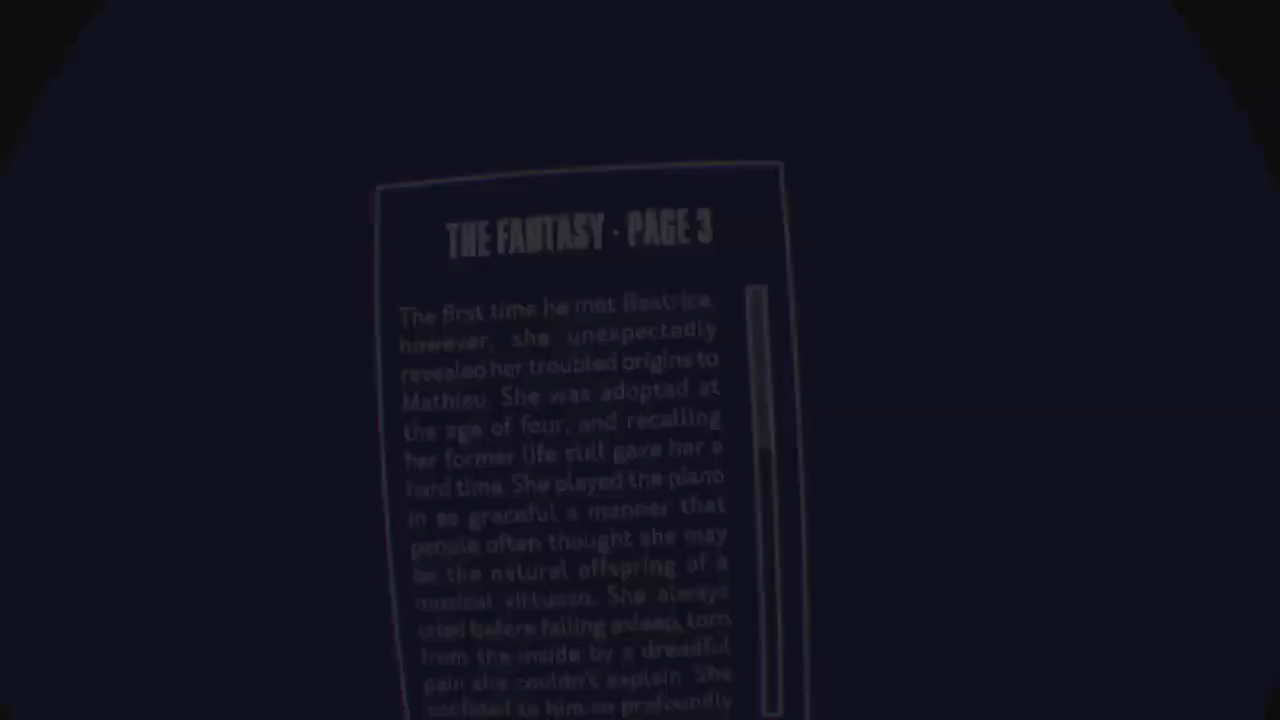 THE FANTASY · PAGE 3
The first time he met Beatrice,
however, she unexpectedly
revealed her troubled origins to
Mathieu. She was adopted at
the age of four, and recalling
her former life still gave her a
hard time. She played the piano
in so graceful a manner that
people often thought she may
be the natural offspring of a
musical virtuoso. She always
cried before falling asleep, torn
from the inside by a dreadful
pain she couldn't explain. She
confided to him so profoundly